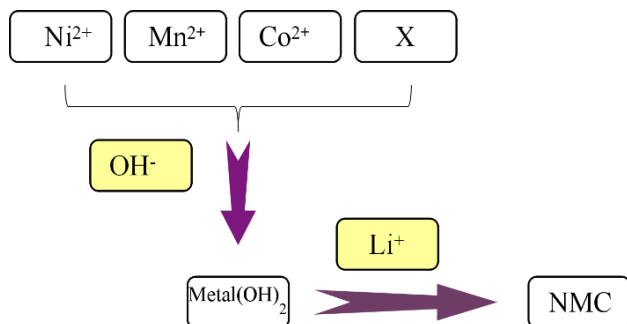 Ni²⁺ Mn²⁺ Co²⁺ X
OH⁻
Li⁺
Metal(OH)₂ NMC